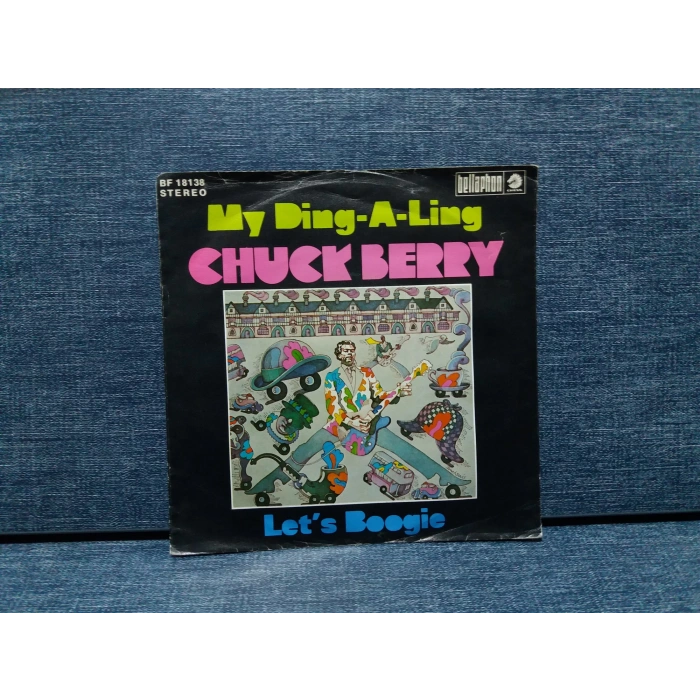 BF 18138
STEREO
bellaphon
My Ding-A-Ling
CHUCK BERRY
Let's Boogie